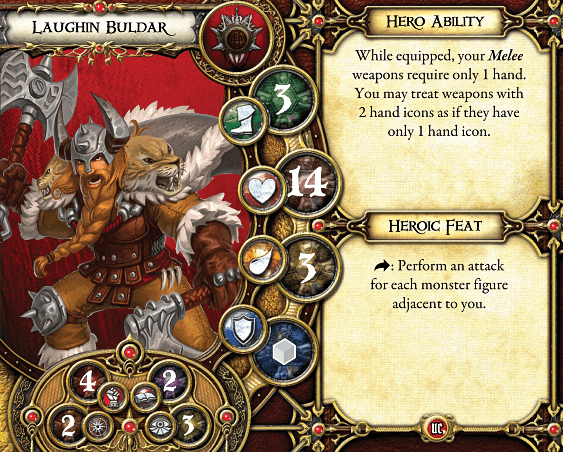 Laughin Buldar
3
14
3
4
2
2
3
Hero Ability
While equipped, your Melee
weapons require only 1 hand.
You may treat weapons with
2 hand icons as if they have
only 1 hand icon.
Heroic Feat
: Perform an attack
for each monster figure
adjacent to you.
UC